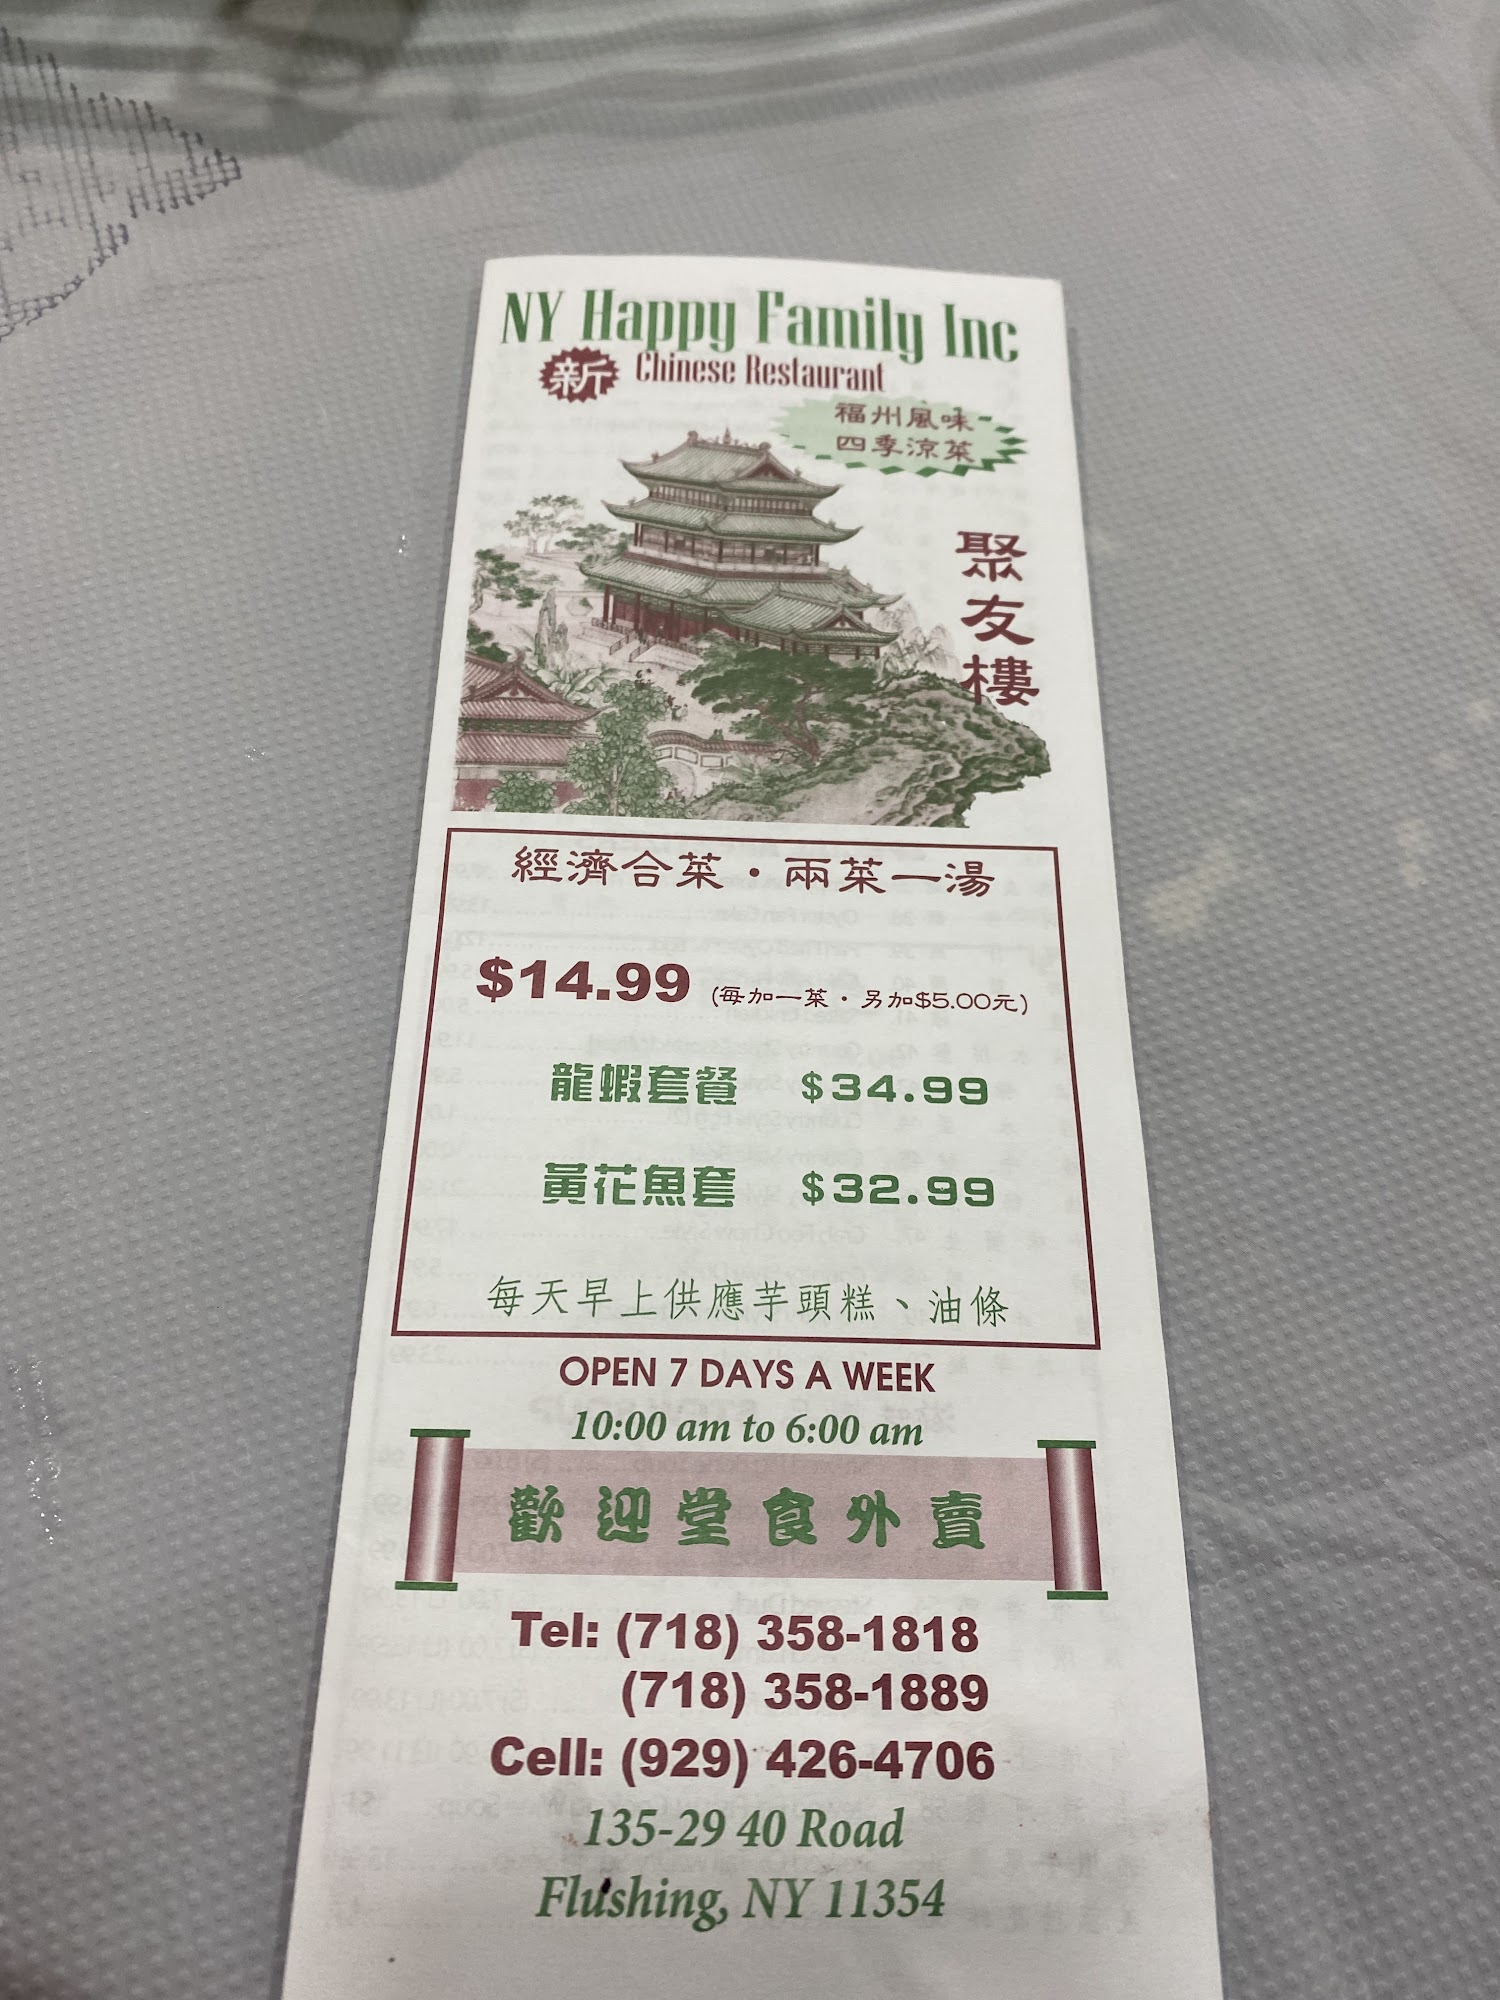 NY Happy Family Inc
新 Chinese Restaurant
福州風味
四季涼菜
聚友樓
經濟合菜・兩菜一湯
$14.99 (每加一菜・另加$5.00元)
龍蝦套餐 $34.99
黃花魚套 $32.99
每天早上供應芋頭糕、油條
OPEN 7 DAYS A WEEK
10:00 am to 6:00 am
歡迎堂食外賣
Tel: (718) 358-1818
(718) 358-1889
Cell: (929) 426-4706
135-29 40 Road
Flushing, NY 11354